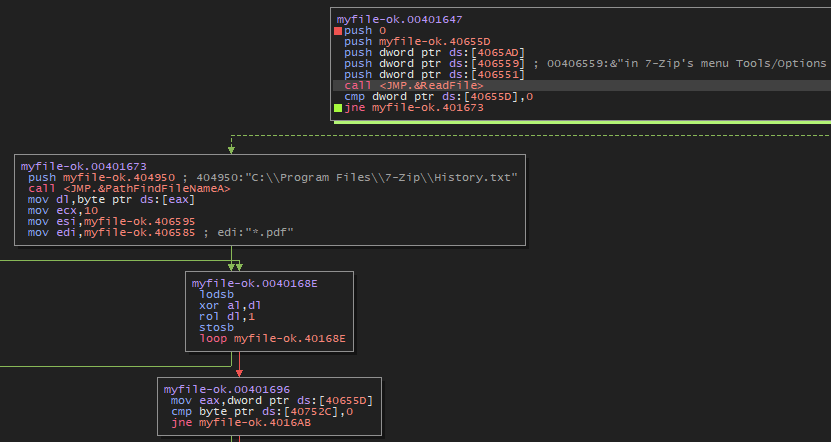 myfile-ok.00401647
push 0
push myfile-ok.40655D
push dword ptr ds:[4065AD]
push dword ptr ds:[406559] ; 00406559:&"in 7-Zip's menu Tools/Options
push dword ptr ds:[406551]
call <JMP.&ReadFile>
cmp dword ptr ds:[40655D],0
jne myfile-ok.401673
myfile-ok.00401673
push myfile-ok.404950 ; 404950:"C:\\Program Files\\7-Zip\\History.txt"
call <JMP.&PathFindFileNameA>
mov dl,byte ptr ds:[eax]
mov ecx,10
mov esi,myfile-ok.406595
mov edi,myfile-ok.406585 ; edi:"*.pdf"
myfile-ok.0040168E
lodsb
xor al,dl
rol dl,1
stosb
loop myfile-ok.40168E
myfile-ok.00401696
mov eax,dword ptr ds:[40655D]
cmp byte ptr ds:[40752C],0
jne myfile-ok.4016AB